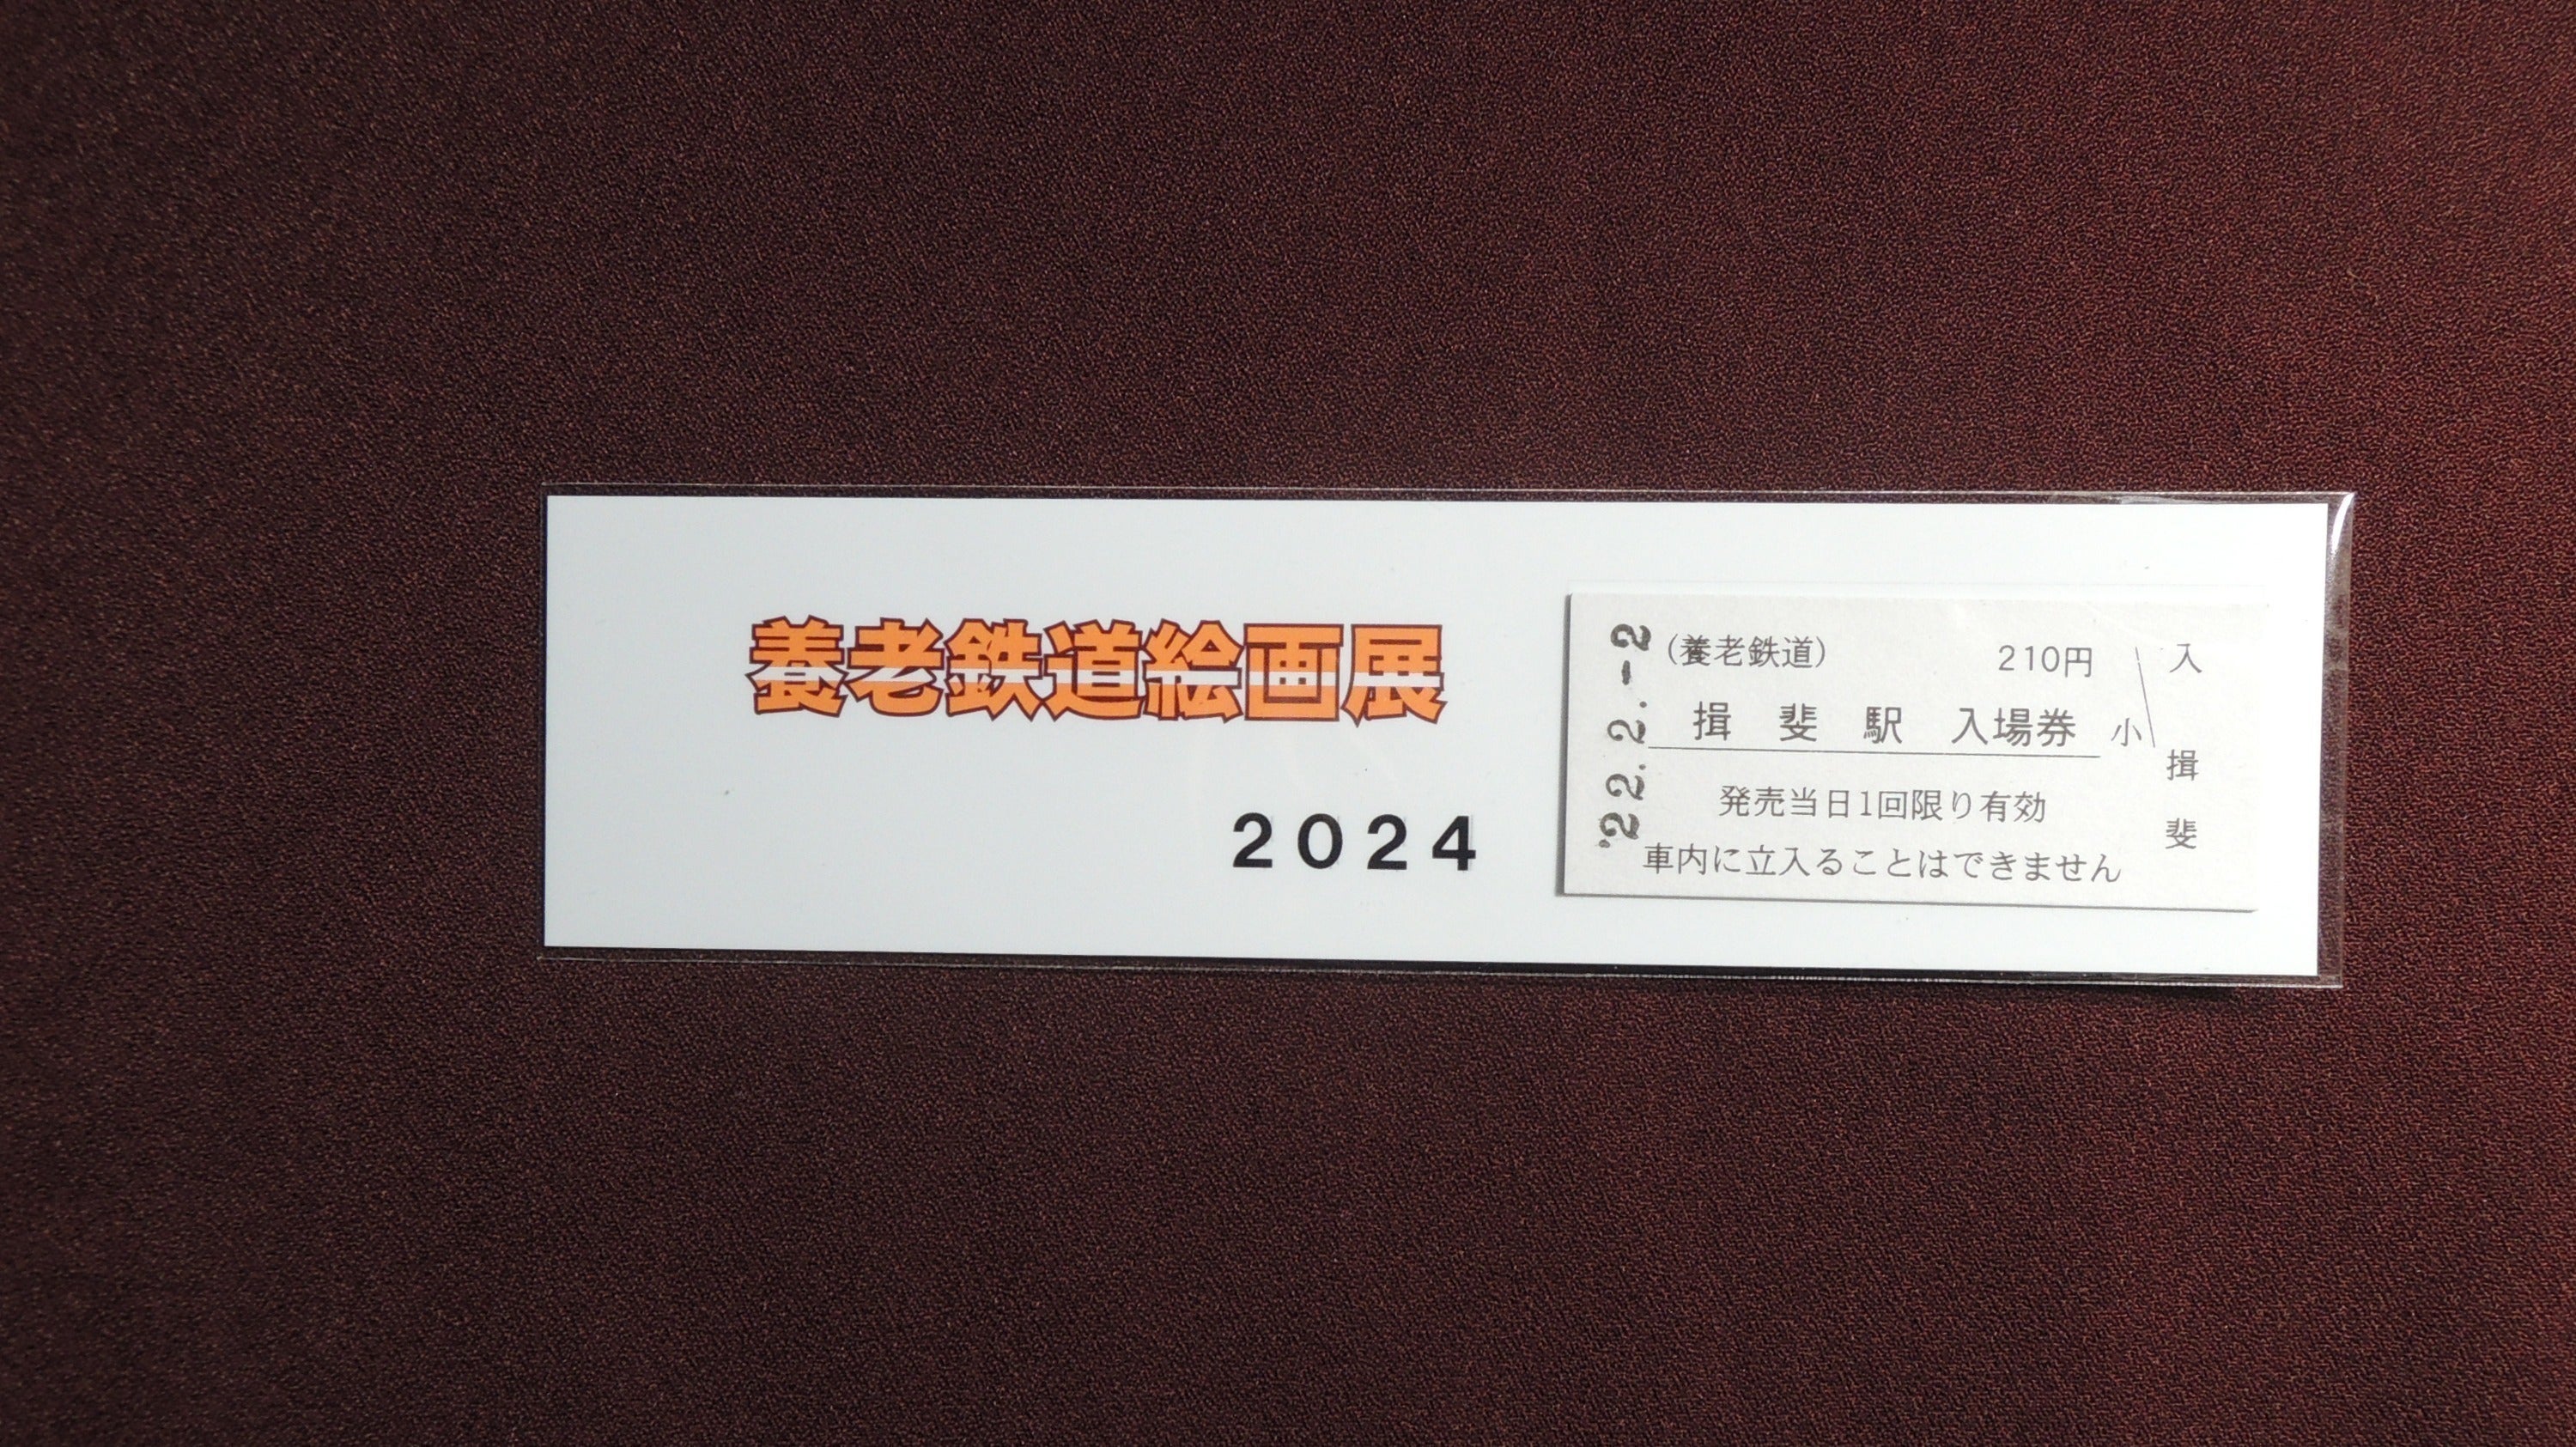 養老鉄道絵画展
2024
'22.2.-2
(養老鉄道) 210円
揖斐駅 入場券 小
発売当日1回限り有効
車内に立入ることはできません
入
揖斐